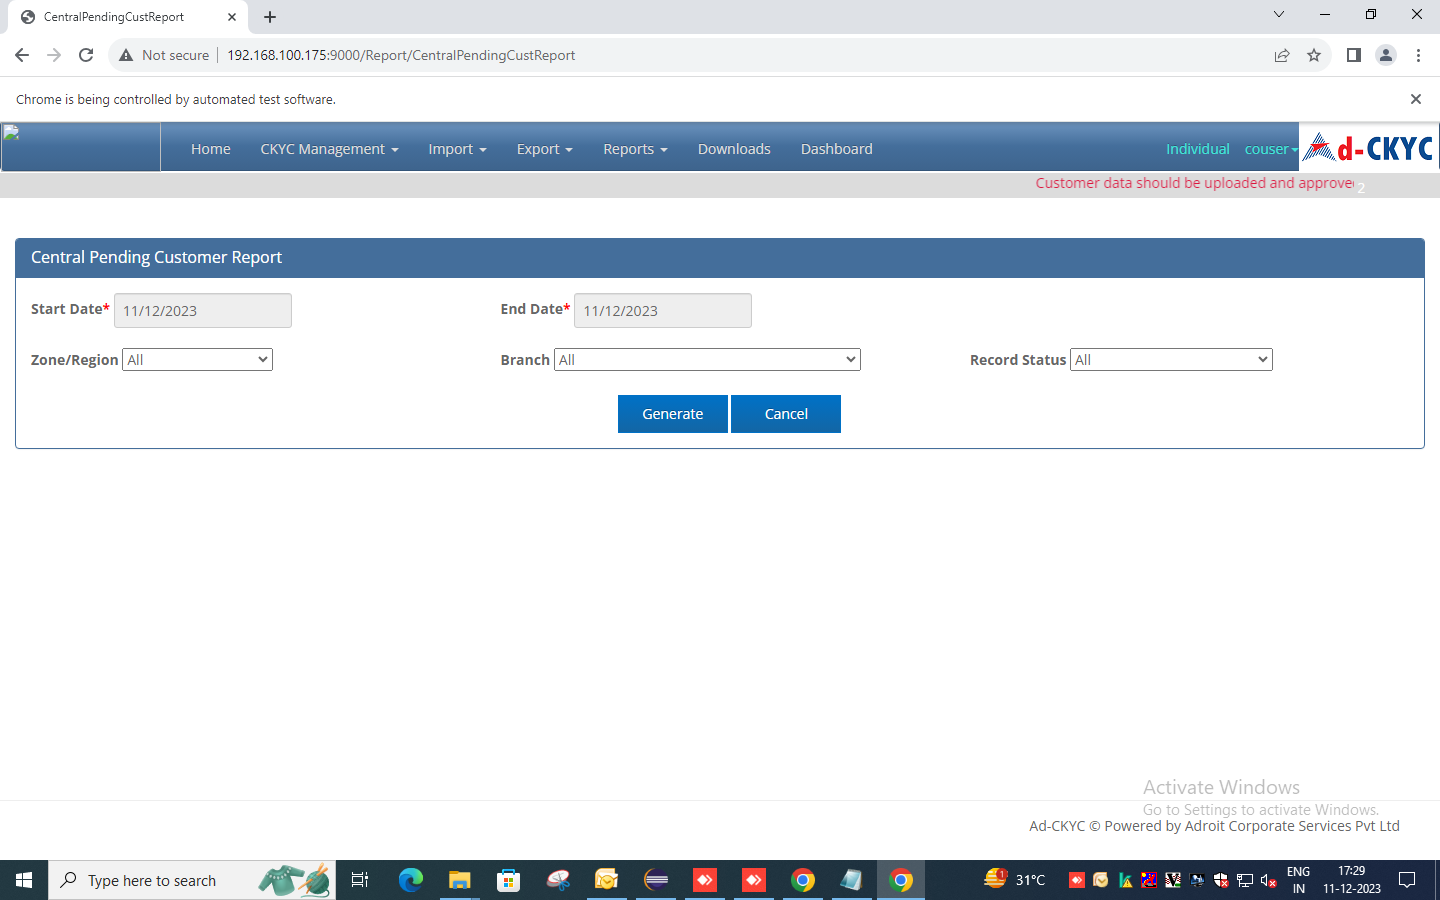 CentralPendingCustReport
Not secure
192.168.100.175:9000/Report/CentralPendingCustReport
Chrome is being controlled by automated test software.
Home CKYC Management Import Export Reports Downloads Dashboard Individual couser
d-CKYC
Customer data should be uploaded and approve
2
Central Pending Customer Report
Start Date* 11/12/2023 End Date* 11/12/2023
Zone/Region All Branch All Record Status All
Generate Cancel
Activate Windows
Go to Settings to activate Windows.
Ad-CKYC © Powered by Adroit Corporate Services Pvt Ltd
Type here to search
1
31°C
ENG
IN
17:29
11-12-2023